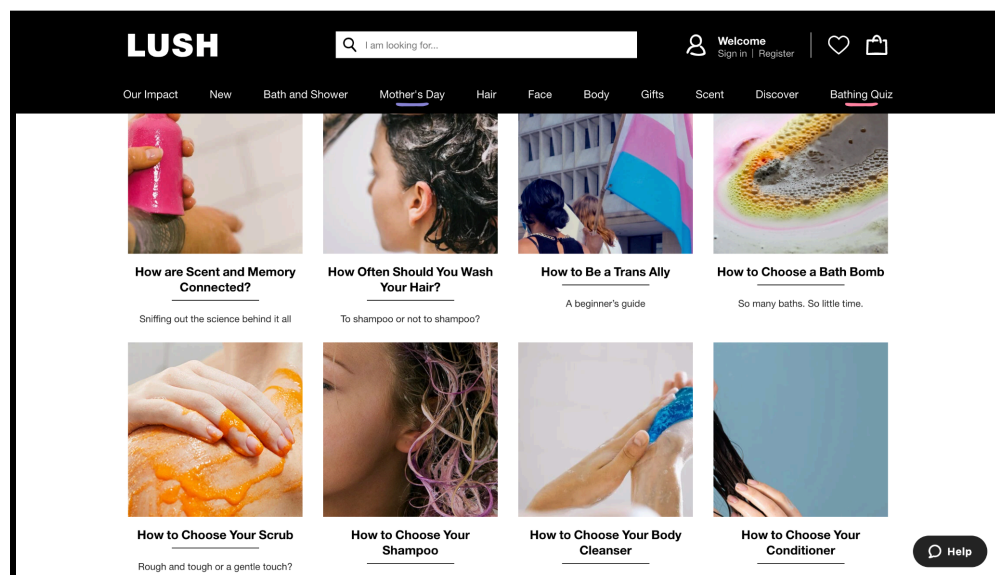 LUSH
I am looking for...
Welcome
Sign in | Register
Our Impact New Bath and Shower Mother's Day Hair Face Body Gifts Scent Discover Bathing Quiz
How are Scent and Memory
Connected?
Sniffing out the science behind it all
How Often Should You Wash
Your Hair?
To shampoo or not to shampoo?
How to Be a Trans Ally
A beginner's guide
How to Choose a Bath Bomb
So many baths. So little time.
How to Choose Your Scrub
Rough and tough or a gentle touch?
How to Choose Your
Shampoo
How to Choose Your Body
Cleanser
How to Choose Your
Conditioner
Help